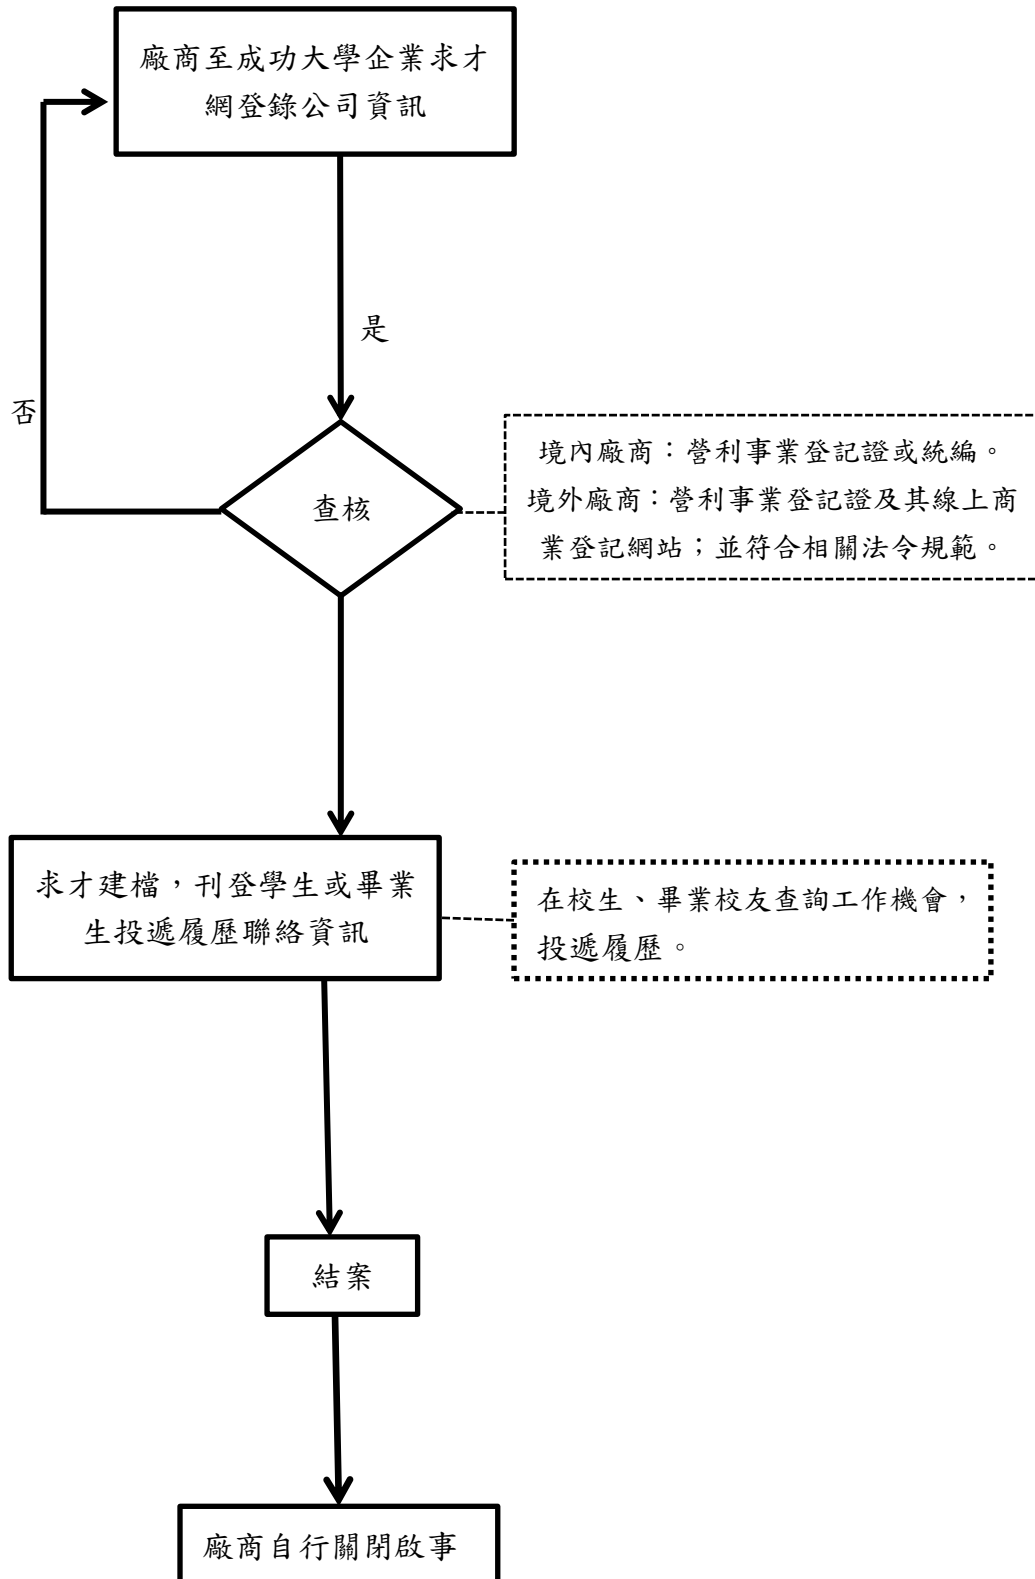 廠商至成功大學企業求才
網登錄公司資訊
是
否
境內廠商：營利事業登記證或統編。
境外廠商：營利事業登記證及其線上商
業登記網站；並符合相關法令規範。
查核
求才建檔，刊登學生或畢業
生投遞履歷聯絡資訊
在校生、畢業校友查詢工作機會，
投遞履歷。
結案
廠商自行關閉啟事